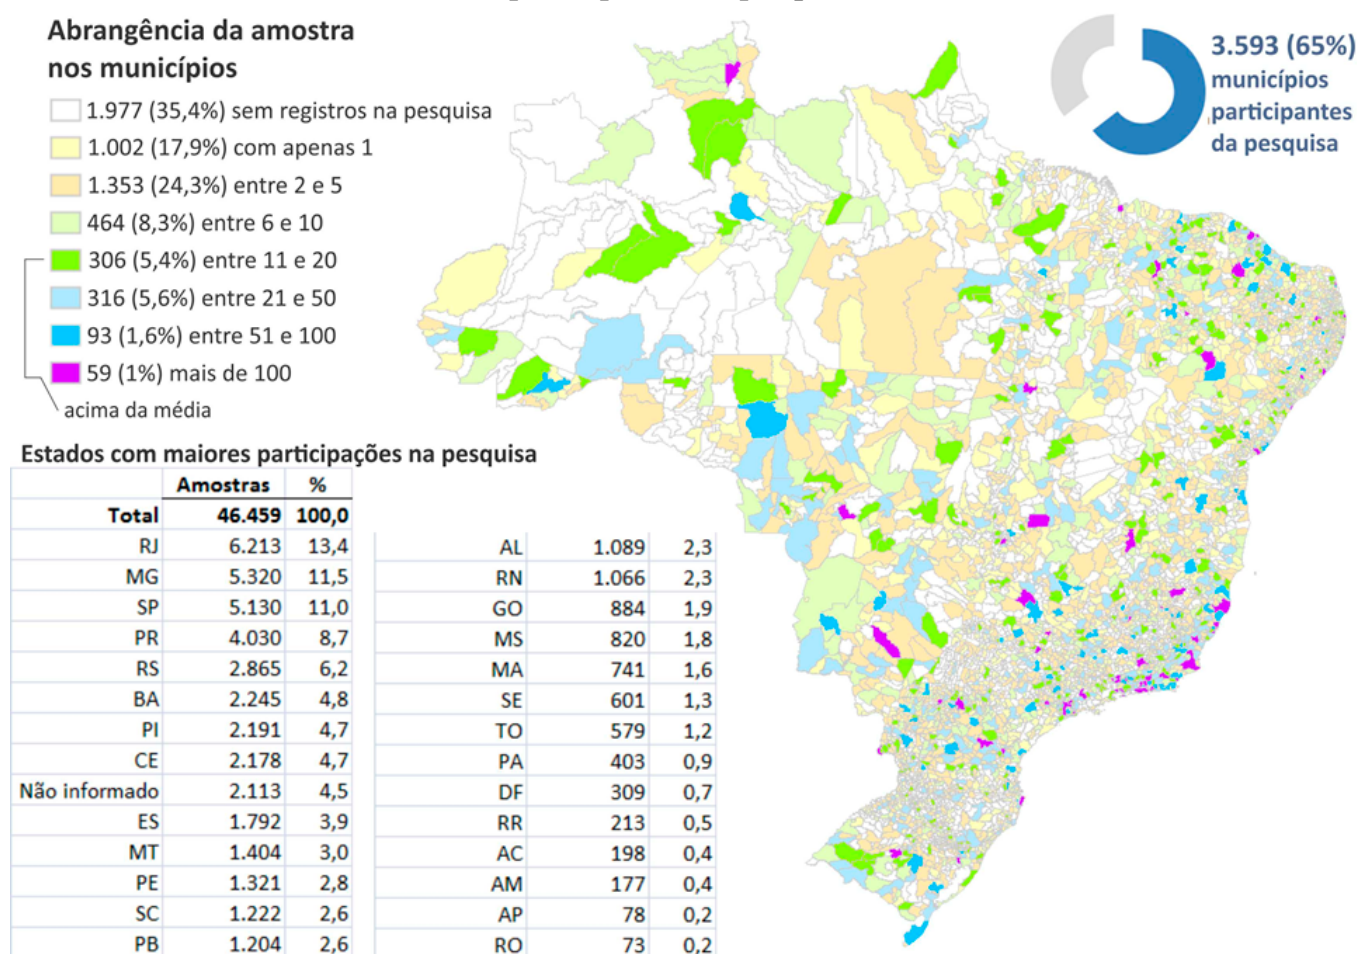 Abrangência da amostra
nos municípios
1.977 (35,4%) sem registros na pesquisa
1.002 (17,9%) com apenas 1
1.353 (24,3%) entre 2 e 5
464 (8,3%) entre 6 e 10
306 (5,4%) entre 11 e 20
316 (5,6%) entre 21 e 50
93 (1,6%) entre 51 e 100
59 (1%) mais de 100
acima da média
3.593 (65%)
municípios
participantes
da pesquisa
Estados com maiores participações na pesquisa
Amostras %
Total 46.459 100,0
RJ 6.213 13,4
MG 5.320 11,5
SP 5.130 11,0
PR 4.030 8,7
RS 2.865 6,2
BA 2.245 4,8
PI 2.191 4,7
CE 2.178 4,7
Não informado 2.113 4,5
ES 1.792 3,9
MT 1.404 3,0
PE 1.321 2,8
SC 1.222 2,6
PB 1.204 2,6
AL 1.089 2,3
RN 1.066 2,3
GO 884 1,9
MS 820 1,8
MA 741 1,6
SE 601 1,3
TO 579 1,2
PA 403 0,9
DF 309 0,7
RR 213 0,5
AC 198 0,4
AM 177 0,4
AP 78 0,2
RO 73 0,2